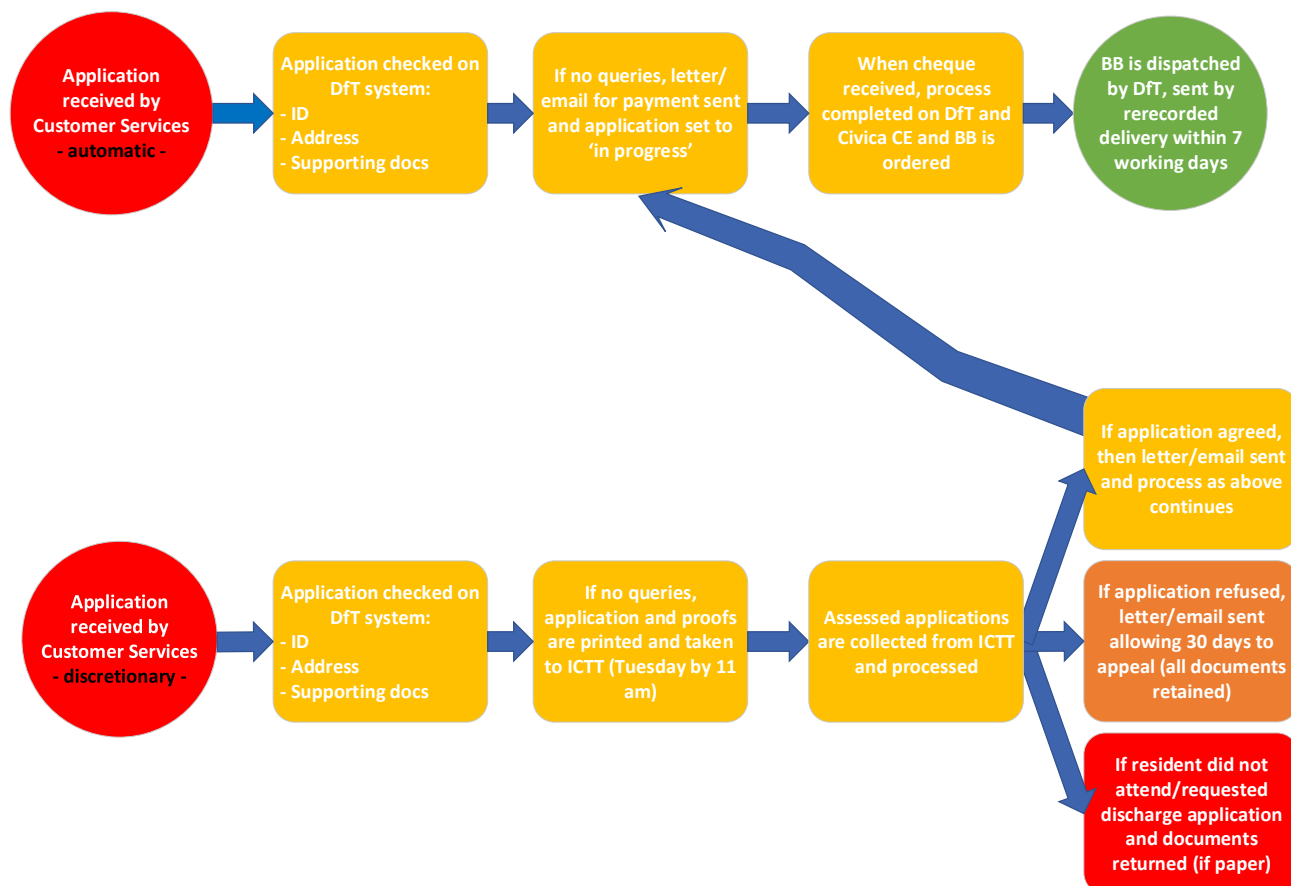 Application
received by
Customer Services
- automatic -
Application checked on
DfT system:
- ID
- Address
- Supporting docs
If no queries, letter/
email for payment sent
and application set to
‘in progress’
When cheque
received, process
completed on DfT and
Civica CE and BB is
ordered
BB is dispatched
by DfT, sent by
rerecorded
delivery within 7
working days
If application agreed,
then letter/email sent
and process as above
continues
Application
received by
Customer Services
- discretionary -
Application checked on
DfT system:
- ID
- Address
- Supporting docs
If no queries,
application and proofs
are printed and taken
to ICTT (Tuesday by 11
am)
Assessed applications
are collected from ICTT
and processed
If application refused,
letter/email sent
allowing 30 days to
appeal (all documents
retained)
If resident did not
attend/requested
discharge application
and documents
returned (if paper)